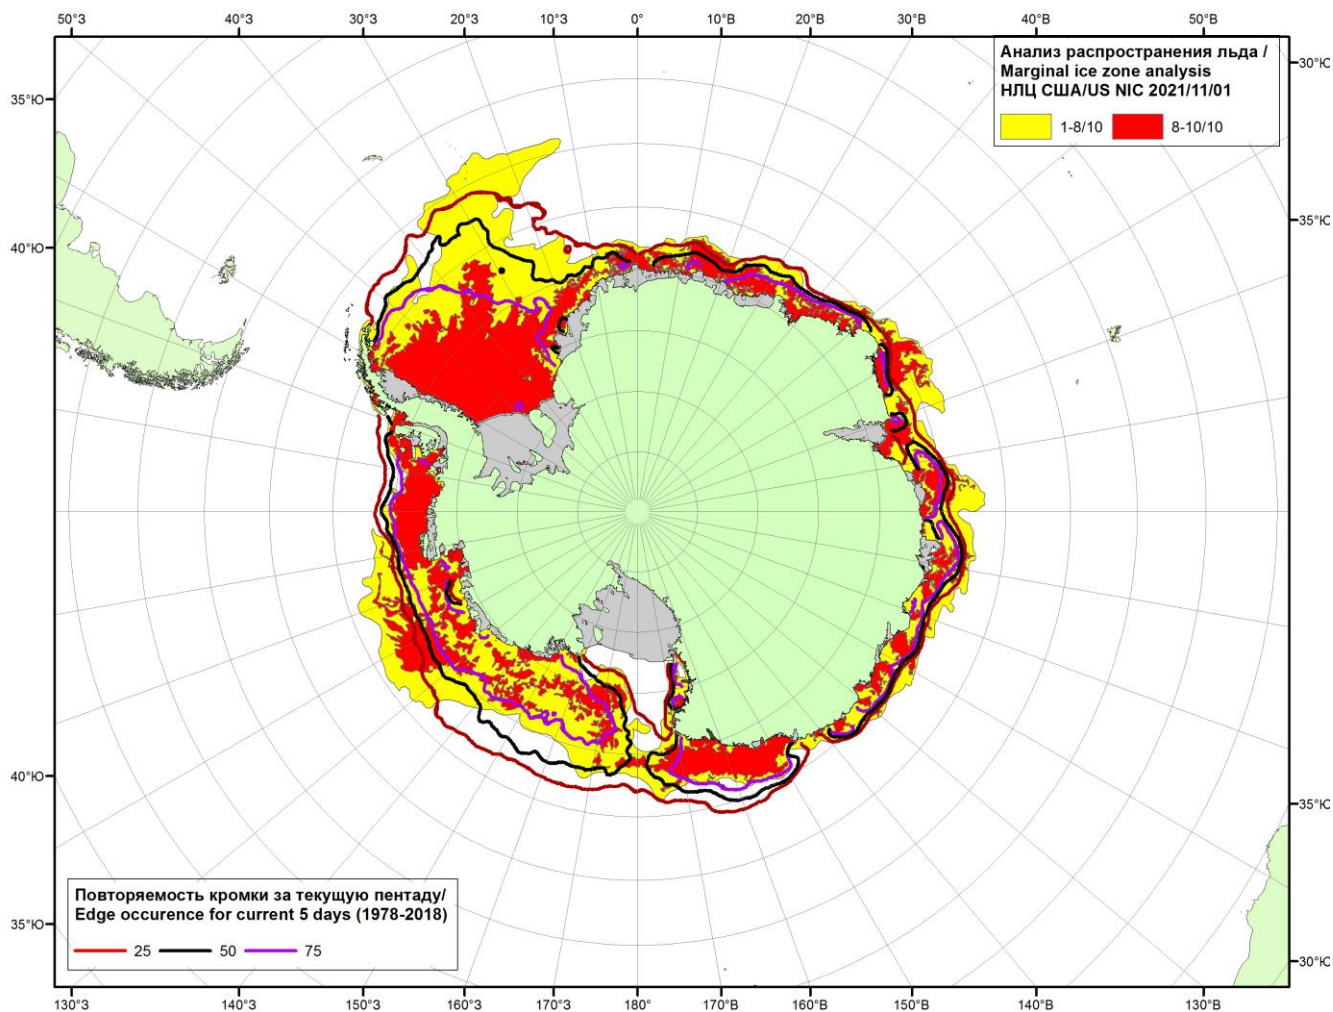 50°З 40°З 30°З 20°З 10°З 0° 10°В 20°В 30°В 40°В 50°В
Анализ распространения льда /
Marginal ice zone analysis
НЛЦ США/US NIC 2021/11/01
1-8/10 8-10/10
30°Ю
35°Ю
35°Ю
40°Ю
40°Ю
35°Ю
35°Ю
30°Ю
Повторяемость кромки за текущую пентаду/
Edge occurence for current 5 days (1978-2018)
25 50 75
130°З 140°З 150°З 160°З 170°З 180° 170°В 160°В 150°В 140°В 130°В